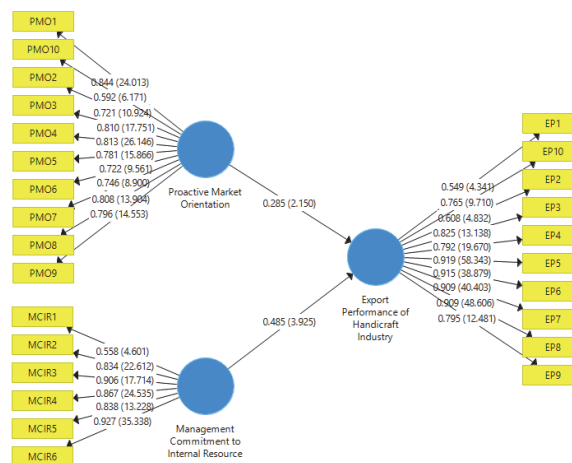 PMO1
PMO10
PMO2
PMO3
PMO4
PMO5
PMO6
PMO7
PMO8
PMO9
0.844 (24.013)
0.592 (6.171)
0.721 (10.924)
0.810 (17.751)
0.813 (26.146)
0.781 (15.866)
0.722 (9.561)
0.746 (8.900)
0.808 (13.904)
0.796 (14.553)
Proactive Market
Orientation
0.285 (2.150)
MCIR1
MCIR2
MCIR3
MCIR4
MCIR5
MCIR6
0.558 (4.601)
0.834 (22.612)
0.906 (17.714)
0.867 (24.535)
0.838 (13.228)
0.927 (35.338)
Management
Commitment to
Internal Resource
0.485 (3.925)
Export
Performance of
Handicraft
Industry
0.549 (4.341)
0.765 (9.710)
0.608 (4.832)
0.825 (13.138)
0.792 (19.670)
0.919 (58.343)
0.915 (38.879)
0.909 (40.403)
0.909 (48.606)
0.795 (12.481)
EP1
EP10
EP2
EP3
EP4
EP5
EP6
EP7
EP8
EP9